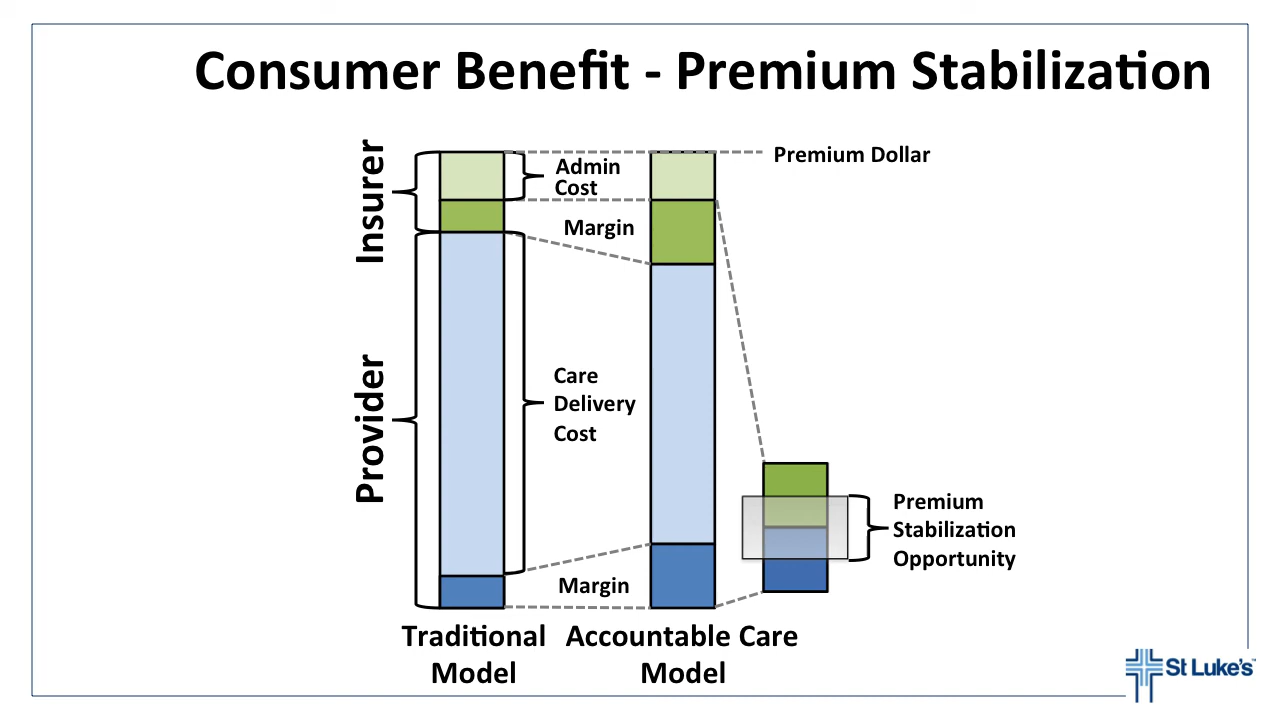 Consumer Benefit - Premium Stabilization
Insurer
Admin
Cost
Premium Dollar
Margin
Provider
Care
Delivery
Cost
Premium
Stabilization
Opportunity
Margin
Traditional
Model
Accountable Care
Model
St Luke's™